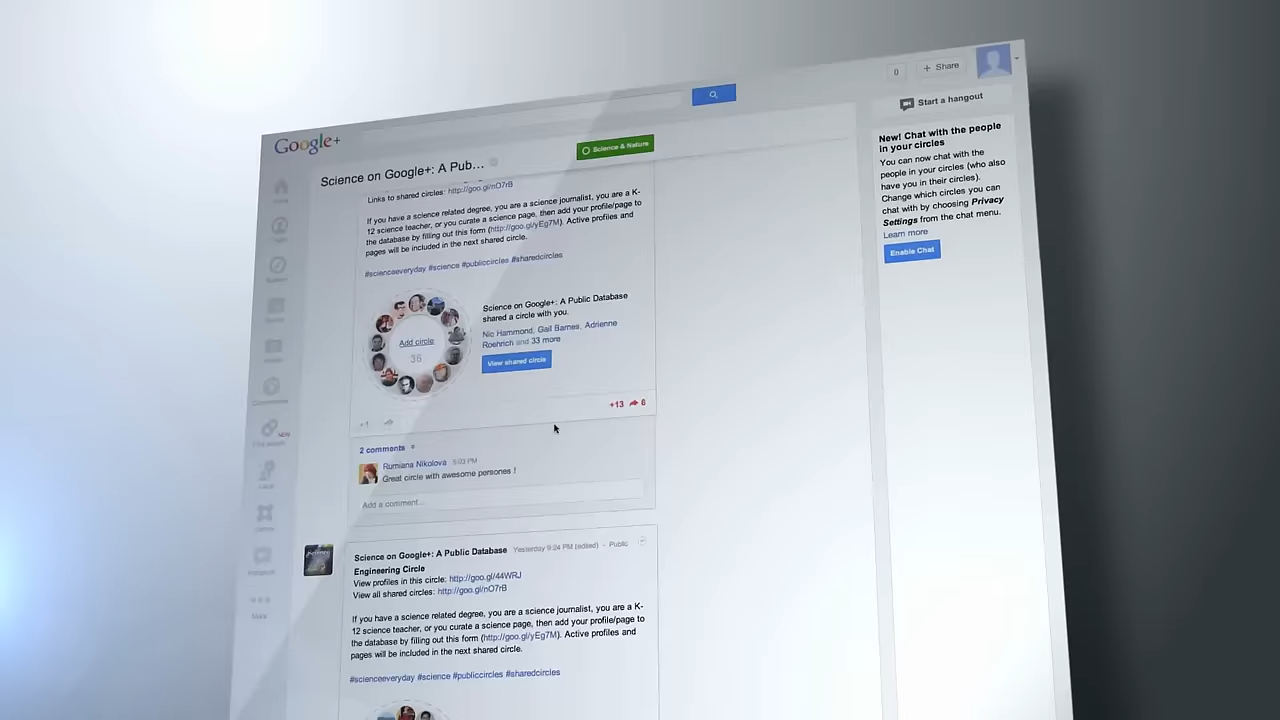 0
+ Share
Google+
Start a hangout
Science & Nature
Science on Google+: A Pub...
New! Chat with the people
in your circles
You can now chat with the
people in your circles (who also
have you in their circles).
Change which circles you can
chat with by choosing Privacy
Settings from the chat menu.
Learn more
Enable Chat
Links to shared circles: http://goo.gl/nO7rB
If you have a science related degree, you are a science journalist, you are a K-
12 science teacher, or you curate a science page, then add your profile/page to
the database by filling out this form (http://goo.gl/yEg7M). Active profiles and
pages will be included in the next shared circle.
#scienceeveryday #science #publiccircles #sharedcircles
Add circle
36
Science on Google+: A Public Database
shared a circle with you.
Nic Hammond, Gail Barnes, Adrienne
Roehrich and 33 more
View shared circle
+13 6
+1
2 comments
Rumiana Nikolova 5:03 PM
Great circle with awesome persones !
Add a comment...
Science on Google+: A Public Database Yesterday 9:24 PM (edited) - Public
Engineering Circle
View profiles in this circle: http://goo.gl/44WRJ
View all shared circles: http://goo.gl/nO7rB
If you have a science related degree, you are a science journalist, you are a K-
12 science teacher, or you curate a science page, then add your profile/page to
the database by filling out this form (http://goo.gl/yEg7M). Active profiles and
pages will be included in the next shared circle.
#scienceeveryday #science #publiccircles #sharedcircles
NEW
More